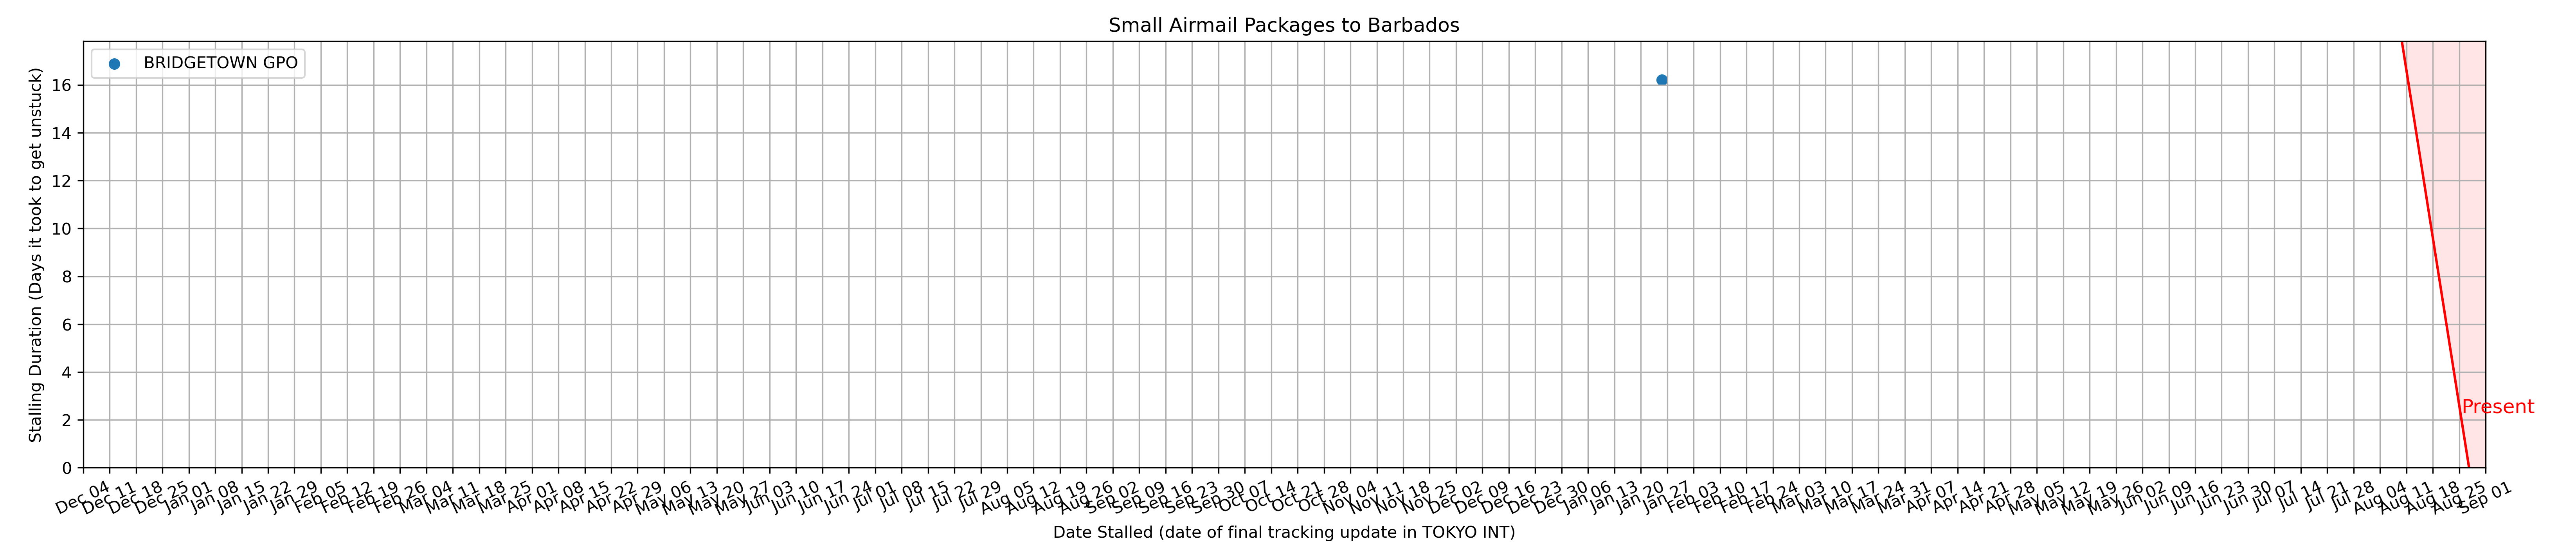 Small Airmail Packages to Barbados
BRIDGETOWN GPO
Stalling Duration (Days it took to get unstuck)
16
14
12
10
8
6
4
2
0
Present
Dec 04
Dec 11
Dec 18
Dec 25
Jan 01
Jan 08
Jan 15
Jan 22
Jan 29
Feb 05
Feb 12
Feb 19
Feb 26
Mar 04
Mar 11
Mar 18
Mar 25
Apr 01
Apr 08
Apr 15
Apr 22
Apr 29
May 06
May 13
May 20
May 27
Jun 03
Jun 10
Jun 17
Jun 24
Jul 01
Jul 08
Jul 15
Jul 22
Jul 29
Aug 05
Aug 12
Aug 19
Aug 26
Sep 02
Sep 09
Sep 16
Sep 23
Sep 30
Oct 07
Oct 14
Oct 21
Oct 28
Nov 04
Nov 11
Nov 18
Nov 25
Dec 02
Dec 09
Dec 16
Dec 23
Dec 30
Jan 06
Jan 13
Jan 20
Jan 27
Feb 03
Feb 10
Feb 17
Feb 24
Mar 03
Mar 10
Mar 17
Mar 24
Mar 31
Apr 07
Apr 14
Apr 21
Apr 28
May 05
May 12
May 19
May 26
Jun 02
Jun 09
Jun 16
Jun 23
Jun 30
Jul 07
Jul 14
Jul 21
Jul 28
Aug 04
Aug 11
Aug 18
Aug 25
Sep 01
Date Stalled (date of final tracking update in TOKYO INT)